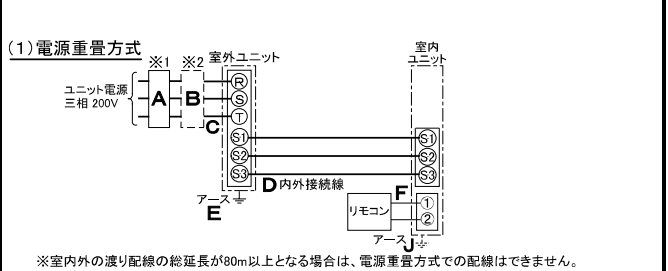 (1)電源重畳方式
※1 ※2 室外ユニット
室内
ユニット
ユニット電源
三相 200V
A
B
C
R
S
T
S1
S2
S3
S1
S2
S3
D 内外接続線
アース
E
F
リモコン
①
②
アース J
※室内外の渡り配線の総延長が80m以上となる場合は、電源重畳方式での配線はできません。